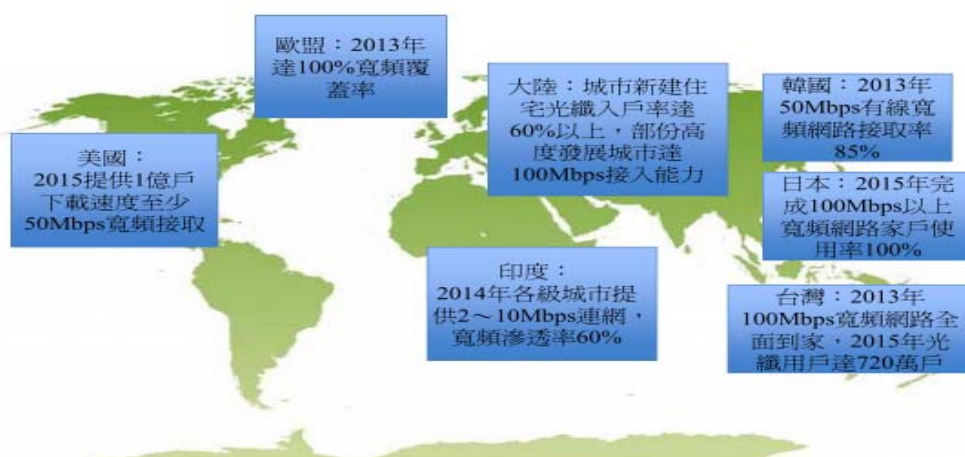 歐盟：2013年
達100%寬頻覆
蓋率
大陸：城市新建住
宅光纖入戶率達
60%以上，部份高
度發展城市達
100Mbps接入能力
韓國：2013年
50Mbps有線寬
頻網路接取率
85%
美國：
2015提供1億戶
下載速度至少
50Mbps寬頻接取
日本：2015年完
成100Mbps以上
寬頻網路家戶使
用率100%
印度：
2014年各級城市提
供2～10Mbps連網，
寬頻滲透率60%
台灣：2013年
100Mbps寬頻網路全
面到家，2015年光
纖用戶達720萬戶